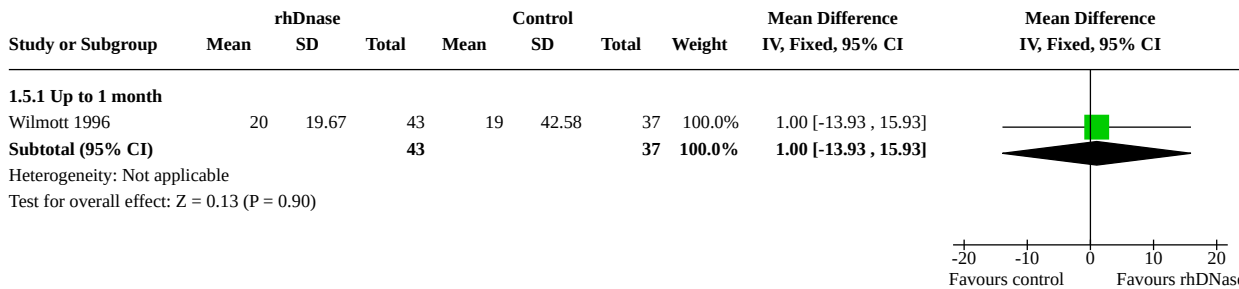 rhDnase Control Mean Difference Mean Difference
Study or Subgroup Mean SD Total Mean SD Total Weight IV, Fixed, 95% CI IV, Fixed, 95% CI
1.5.1 Up to 1 month
Wilmott 1996 20 19.67 43 19 42.58 37 100.0% 1.00 [-13.93 , 15.93]
Subtotal (95% CI) 43 37 100.0% 1.00 [-13.93 , 15.93]
Heterogeneity: Not applicable
Test for overall effect: Z = 0.13 (P = 0.90)
-20 -10 0 10 20
Favours control Favours rhDNase